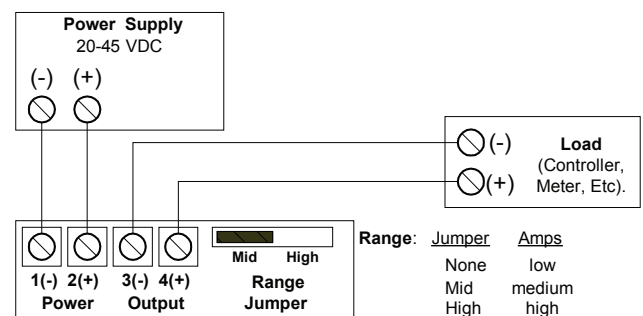 Power Supply
20-45 VDC
(-) (+)
(-) Load
(Controller,
(+) Meter, Etc).
Mid High
Range: Jumper Amps
1(-) 2(+) 3(-) 4(+) Range
None low
Power Output Jumper
Mid medium
High high